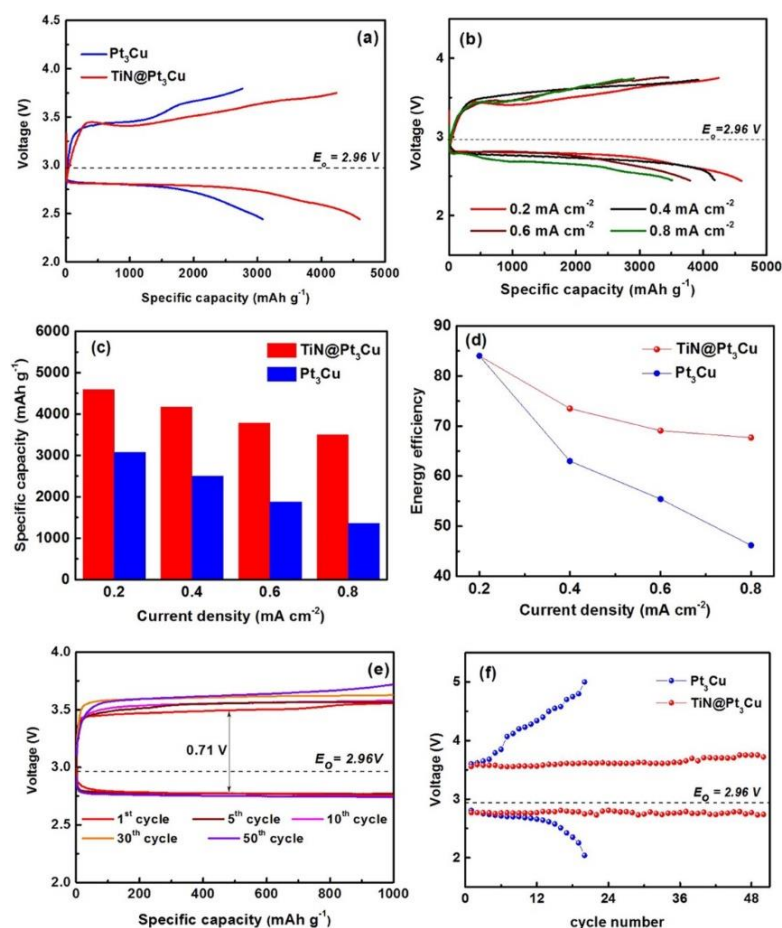 (a)
Pt₃Cu
TiN@Pt₃Cu
Eₒ = 2.96 V
Voltage (V)
4.5
4.0
3.5
3.0
2.5
2.0
0 1000 2000 3000 4000 5000
Specific capacity (mAh g⁻¹)
(b)
Eₒ=2.96 V
0.2 mA cm⁻² 0.4 mA cm⁻²
0.6 mA cm⁻² 0.8 mA cm⁻²
Voltage (V)
4
3
2
0 1000 2000 3000 4000 5000
Specific capacity (mAh g⁻¹)
(c)
TiN@Pt₃Cu
Pt₃Cu
Specific capacity (mAh g⁻¹)
6000
5000
4000
3000
2000
1000
0
0.2 0.4 0.6 0.8
Current density (mA cm⁻²)
(d)
TiN@Pt₃Cu
Pt₃Cu
Energy efficiency
90
80
70
60
50
40
0.2 0.4 0.6 0.8
Current density (mA cm⁻²)
(e)
0.71 V
Eₒ= 2.96V
1ˢᵗ cycle 5ᵗʰ cycle 10ᵗʰ cycle
30ᵗʰ cycle 50ᵗʰ cycle
Voltage (V)
4.0
3.5
3.0
2.5
2.0
0 200 400 600 800 1000
Specific capacity (mAh g⁻¹)
(f)
Pt₃Cu
TiN@Pt₃Cu
Eₒ = 2.96 V
Voltage (V)
5
4
3
2
0 12 24 36 48
cycle number